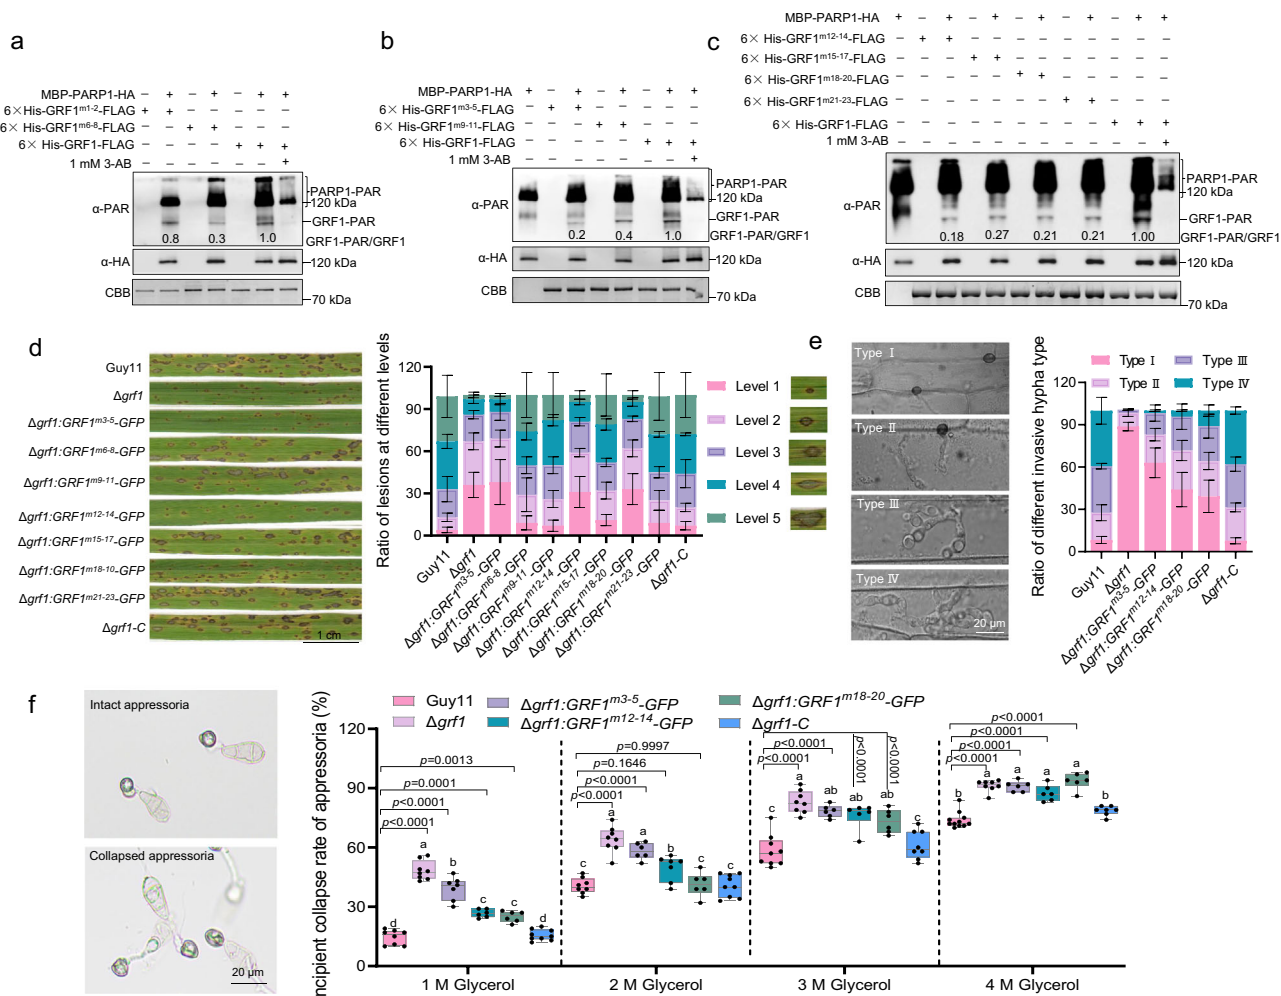 a
MBP-PARP1-HA − + − + − + +
6× His-GRF1m1-2-FLAG + + − − − − −
6× His-GRF1m6-8-FLAG − − + + − − −
6× His-GRF1-FLAG − − − − + + +
1 mM 3-AB − − − − − − +
α-PAR
PARP1-PAR
120 kDa
GRF1-PAR
0.8 0.3 1.0 GRF1-PAR/GRF1
α-HA 120 kDa
CBB 70 kDa
b
MBP-PARP1-HA + − + − + − + +
6× His-GRF1m3-5-FLAG − + + − − − − −
6× His-GRF1m9-11-FLAG − − − + + − − −
6× His-GRF1-FLAG − − − − − + + +
1 mM 3-AB − − − − − − − +
α-PAR
PARP1-PAR
120 kDa
GRF1-PAR
0.2 0.4 1.0 GRF1-PAR/GRF1
α-HA 120 kDa
CBB 70 kDa
c
MBP-PARP1-HA + − + − + − + − + − + +
6× His-GRF1m12-14-FLAG − + + − − − − − − − − −
6× His-GRF1m15-17-FLAG − − − + + − − − − − − −
6× His-GRF1m18-20-FLAG − − − − − + + − − − − −
6× His-GRF1m21-23-FLAG − − − − − − − + + − − −
6× His-GRF1-FLAG − − − − − − − − − + + +
1 mM 3-AB − − − − − − − − − − − +
α-PAR
PARP1-PAR
120 kDa
GRF1-PAR
0.18 0.27 0.21 0.21 1.00 GRF1-PAR/GRF1
α-HA 120 kDa
CBB 70 kDa
d
Guy11
Δgrf1
Δgrf1:GRF1m3-5-GFP
Δgrf1:GRF1m6-8-GFP
Δgrf1:GRF1m9-11-GFP
Δgrf1:GRF1m12-14-GFP
Δgrf1:GRF1m15-17-GFP
Δgrf1:GRF1m18-10-GFP
Δgrf1:GRF1m21-23-GFP
Δgrf1-C
1 cm
Ratio of lesions at different levels
120
90
60
30
0
Guy11
Δgrf1
Δgrf1:GRF1m3-5-GFP
Δgrf1:GRF1m6-8-GFP
Δgrf1:GRF1m9-11-GFP
Δgrf1:GRF1m12-14-GFP
Δgrf1:GRF1m15-17-GFP
Δgrf1:GRF1m18-20-GFP
Δgrf1:GRF1m21-23-GFP
Δgrf1-C
Level 1
Level 2
Level 3
Level 4
Level 5
e
Type Ⅰ
Type Ⅱ
Type Ⅲ
Type Ⅳ
20 μm
Ratio of different invasive hypha type
Type Ⅰ Type Ⅲ
Type Ⅱ Type Ⅳ
120
90
60
30
0
Guy11
Δgrf1
Δgrf1:GRF1m3-5-GFP
Δgrf1:GRF1m12-14-GFP
Δgrf1:GRF1m18-20-GFP
Δgrf1-C
f
Intact appressoria
Collapsed appressoria
20 μm
ncipient collapse rate of appressoria (%)
Guy11 Δgrf1:GRF1m3-5-GFP Δgrf1:GRF1m18-20-GFP
Δgrf1 Δgrf1:GRF1m12-14-GFP Δgrf1-C
120
90
60
30
0
p=0.0013
p=0.0001
p<0.0001
p<0.0001
d a b c c d
p=0.9997
p=0.1646
p<0.0001
p<0.0001
c a a b c c
p<0.0001
p<0.0001
p<0.0001
p<0.0001
c a ab ab ab c
p<0.0001
p<0.0001
p<0.0001
p<0.0001
b a a a a b
1 M Glycerol 2 M Glycerol 3 M Glycerol 4 M Glycerol